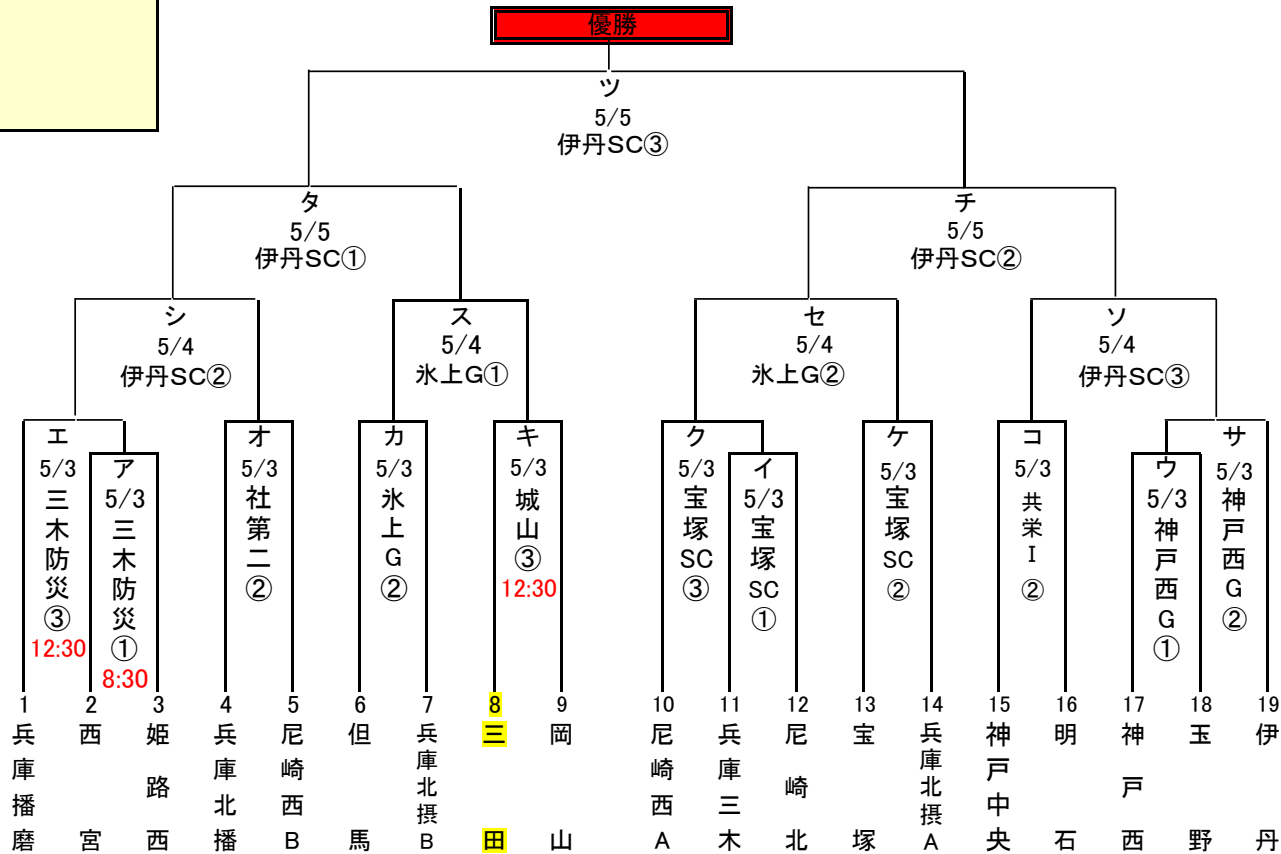 優勝
ツ
5/5
伊丹SC③
タ
5/5
伊丹SC①
チ
5/5
伊丹SC②
シ
5/4
伊丹SC②
ス
5/4
氷上G①
セ
5/4
氷上G②
ソ
5/4
伊丹SC③
エ
5/3
三木防災③
12:30
ア
5/3
三木防災①
8:30
オ
5/3
社第二②
カ
5/3
氷上G②
キ
5/3
城山③
12:30
ク
5/3
宝塚SC③
イ
5/3
宝塚SC①
ケ
5/3
宝塚SC②
コ
5/3
共栄I②
ウ
5/3
神戸西G①
サ
5/3
神戸西G②
1
兵庫播磨
2
西宮
3
姫路西
4
兵庫北播
5
尼崎西B
6
但馬
7
兵庫北摂B
8
三田
9
岡山
10
尼崎西A
11
兵庫三木
12
尼崎北
13
宝塚
14
兵庫北摂A
15
神戸中央
16
明石
17
神戸西
18
玉野
19
伊丹